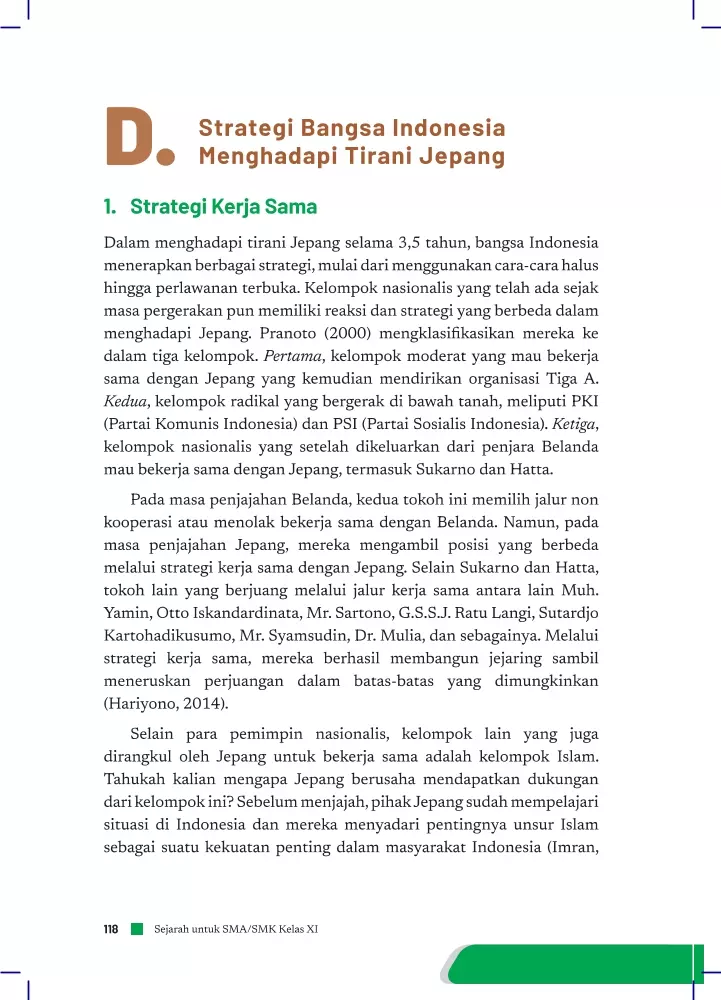 D.
Strategi Bangsa Indonesia
Menghadapi Tirani Jepang
1. Strategi Kerja Sama
Dalam menghadapi tirani Jepang selama 3,5 tahun, bangsa Indonesia
menerapkan berbagai strategi, mulai dari menggunakan cara-cara halus
hingga perlawanan terbuka. Kelompok nasionalis yang telah ada sejak
masa pergerakan pun memiliki reaksi dan strategi yang berbeda dalam
menghadapi Jepang. Pranoto (2000) mengklasifikasikan mereka ke
dalam tiga kelompok. Pertama, kelompok moderat yang mau bekerja
sama dengan Jepang yang kemudian mendirikan organisasi Tiga A.
Kedua, kelompok radikal yang bergerak di bawah tanah, meliputi PKI
(Partai Komunis Indonesia) dan PSI (Partai Sosialis Indonesia). Ketiga,
kelompok nasionalis yang setelah dikeluarkan dari penjara Belanda
mau bekerja sama dengan Jepang, termasuk Sukarno dan Hatta.
Pada masa penjajahan Belanda, kedua tokoh ini memilih jalur non
kooperasi atau menolak bekerja sama dengan Belanda. Namun, pada
masa penjajahan Jepang, mereka mengambil posisi yang berbeda
melalui strategi kerja sama dengan Jepang. Selain Sukarno dan Hatta,
tokoh lain yang berjuang melalui jalur kerja sama antara lain Muh.
Yamin, Otto Iskandardinata, Mr. Sartono, G.S.S.J. Ratu Langi, Sutardjo
Kartohadikusumo, Mr. Syamsudin, Dr. Mulia, dan sebagainya. Melalui
strategi kerja sama, mereka berhasil membangun jejaring sambil
meneruskan perjuangan dalam batas-batas yang dimungkinkan
(Hariyono, 2014).
Selain para pemimpin nasionalis, kelompok lain yang juga
dirangkul oleh Jepang untuk bekerja sama adalah kelompok Islam.
Tahukah kalian mengapa Jepang berusaha mendapatkan dukungan
dari kelompok ini? Sebelum menjajah, pihak Jepang sudah mempelajari
situasi di Indonesia dan mereka menyadari pentingnya unsur Islam
sebagai suatu kekuatan penting dalam masyarakat Indonesia (Imran,
118 Sejarah untuk SMA/SMK Kelas XI